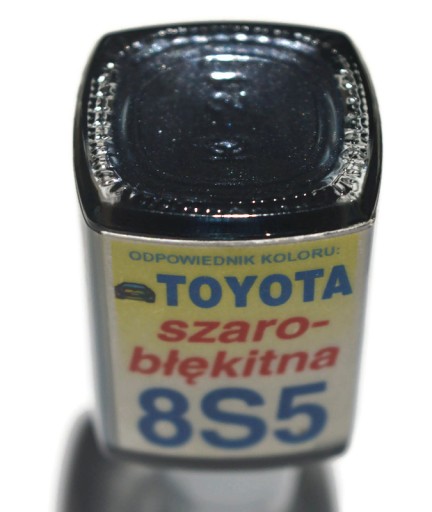 ODPOWIEDNIK KOLORU:
TOYOTA
szaro-
błękitna
8S5